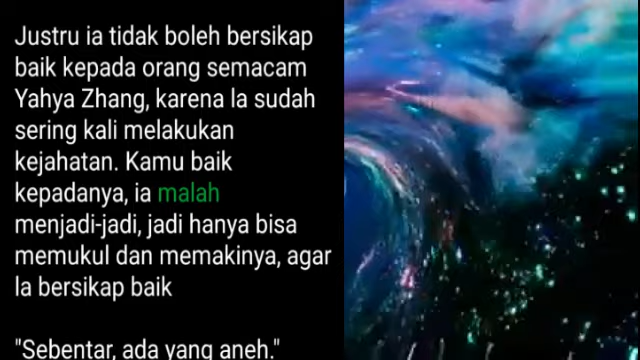 Justru ia tidak boleh bersikap
baik kepada orang semacam
Yahya Zhang, karena la sudah
sering kali melakukan
kejahatan. Kamu baik
kepadanya, ia malah
menjadi-jadi, jadi hanya bisa
memukul dan memakinya, agar
la bersikap baik
"Sebentar, ada yang aneh."